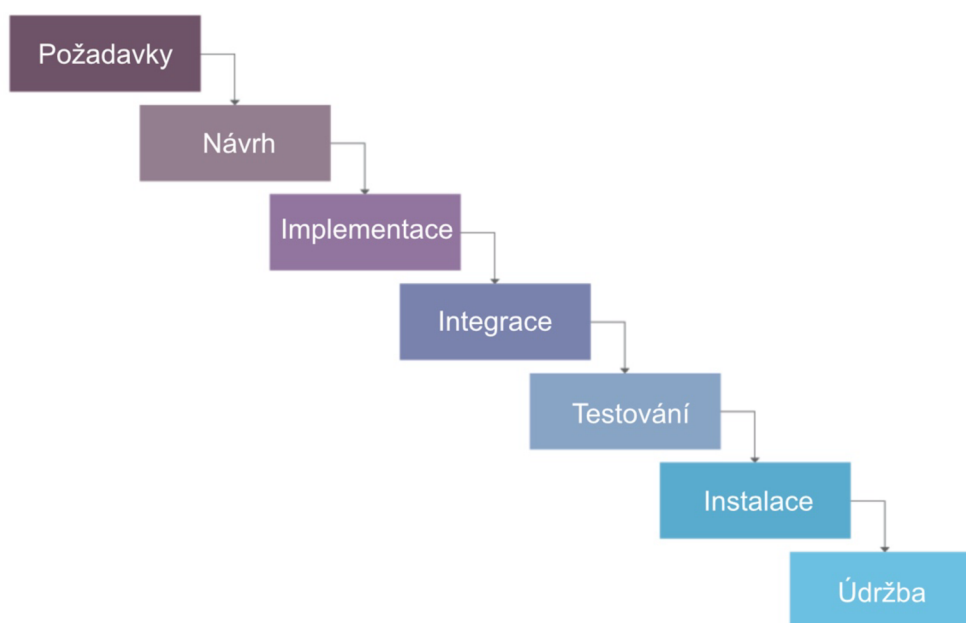 Požadavky
Návrh
Implementace
Integrace
Testování
Instalace
Údržba